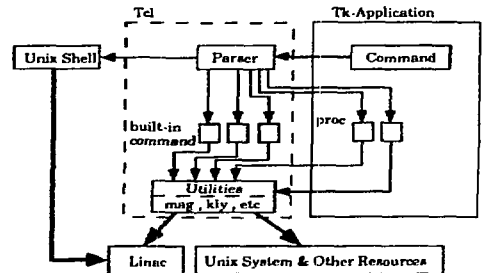 Tcl
Tk-Application
Unix Shell
Parser
Command
built-in
command
proc
Utilities
mag , kly , etc
Linac
Unix System & Other Resources